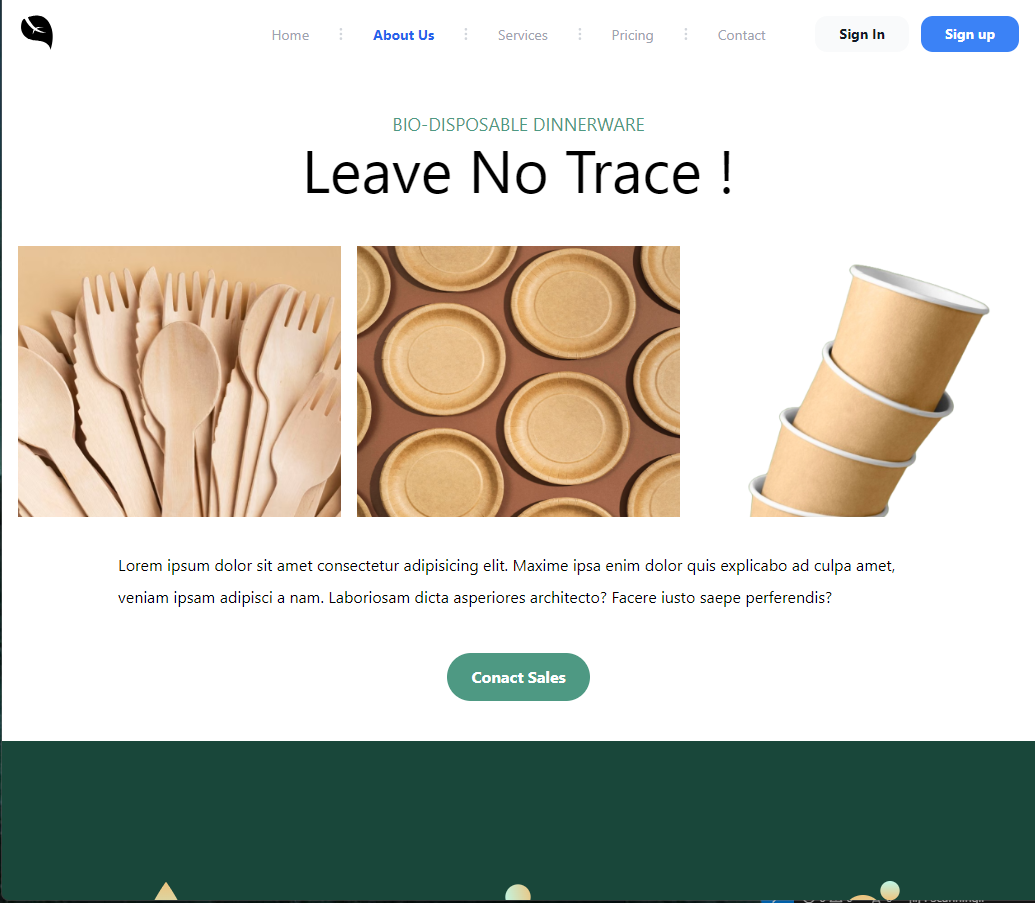 Home
About Us
Services
Pricing
Contact
Sign In
Sign up
BIO-DISPOSABLE DINNERWARE
Leave No Trace !
Lorem ipsum dolor sit amet consectetur adipisicing elit. Maxime ipsa enim dolor quis explicabo ad culpa amet,
veniam ipsam adipisci a nam. Laboriosam dicta asperiores architecto? Facere iusto saepe perferendis?
Conact Sales